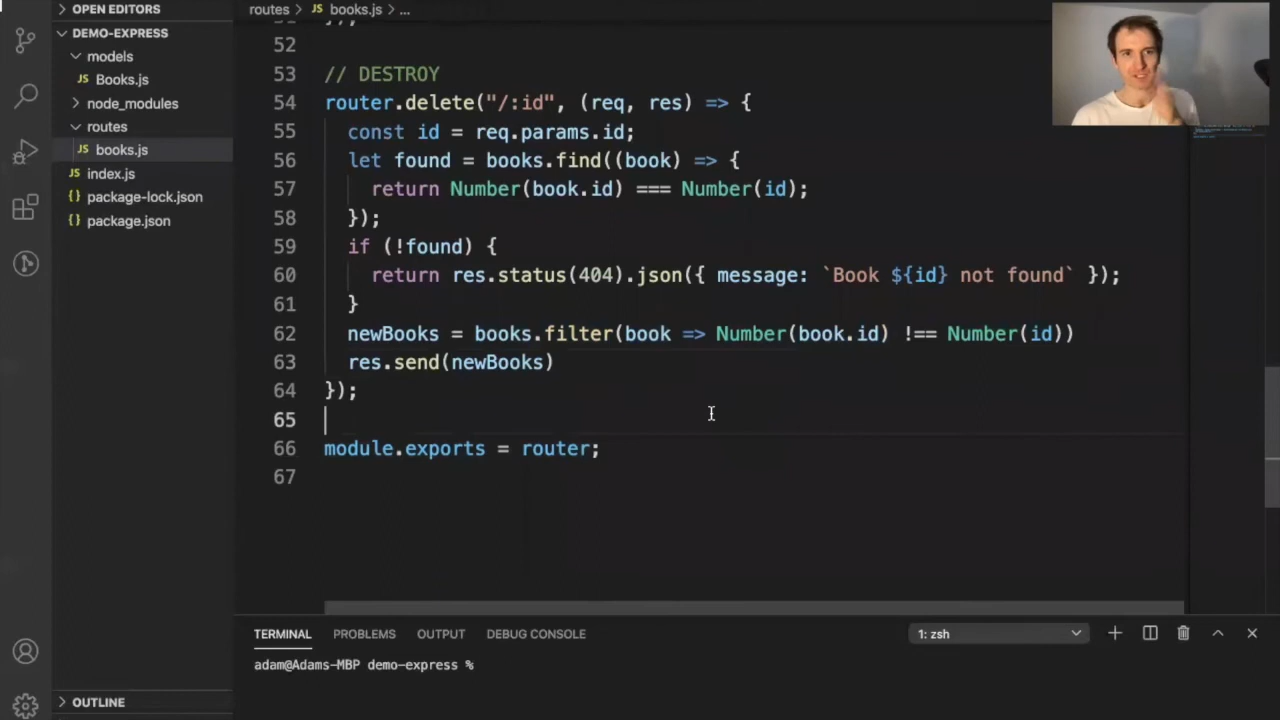 OPEN EDITORS
DEMO-EXPRESS
models
JS Books.js
node_modules
routes
JS books.js
JS index.js
{} package-lock.json
{} package.json
OUTLINE
routes > JS books.js > ...
52
53 // DESTROY
54 router.delete("/:id", (req, res) => {
55 const id = req.params.id;
56 let found = books.find((book) => {
57 return Number(book.id) === Number(id);
58 });
59 if (!found) {
60 return res.status(404).json({ message: `Book ${id} not found` });
61 }
62 newBooks = books.filter(book => Number(book.id) !== Number(id))
63 res.send(newBooks)
64 });
65
66 module.exports = router;
67
TERMINAL PROBLEMS OUTPUT DEBUG CONSOLE 1: zsh
adam@Adams-MBP demo-express %